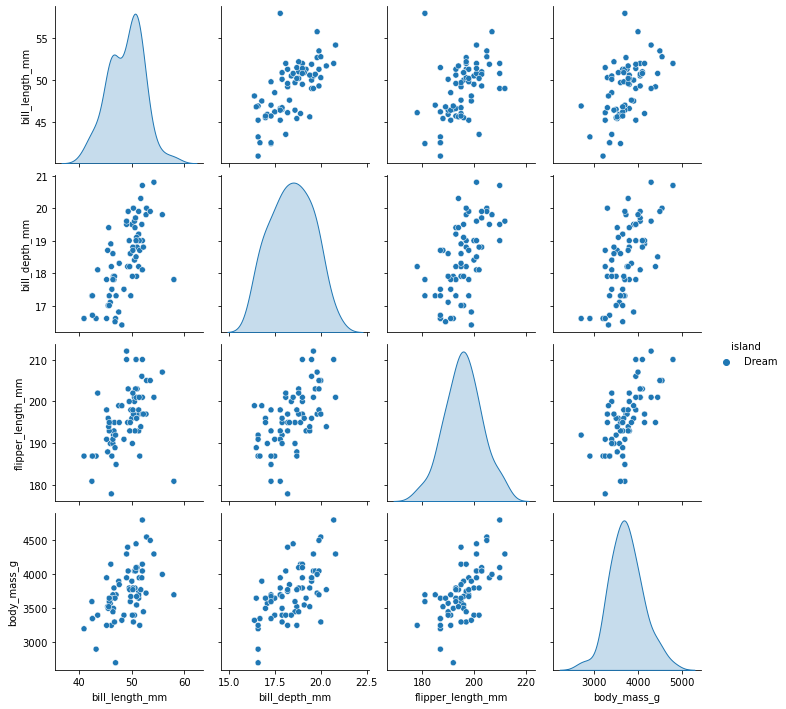 bill_length_mm
55
50
45
bill_depth_mm
21
20
19
18
17
island
Dream
flipper_length_mm
210
200
190
180
body_mass_g
4500
4000
3500
3000
40 50 60
15.0 17.5 20.0 22.5
180 200 220
3000 4000 5000
bill_length_mm
bill_depth_mm
flipper_length_mm
body_mass_g